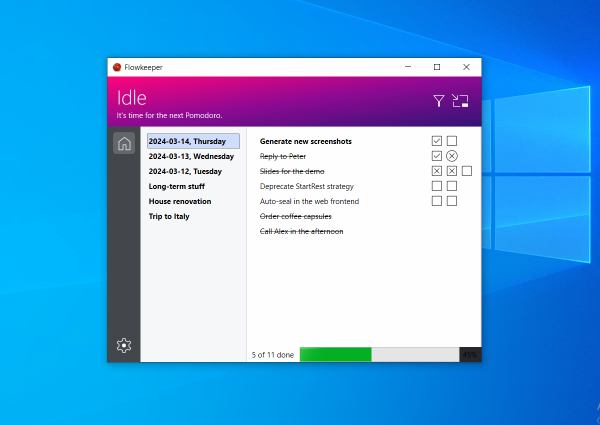 Flowkeeper
Idle
It's time for the next Pomodoro.
2024-03-14, Thursday
2024-03-13, Wednesday
2024-03-12, Tuesday
Long-term stuff
House renovation
Trip to Italy
Generate new screenshots
Reply to Peter
Slides for the demo
Deprecate StartRest strategy
Auto-seal in the web frontend
Order coffee capsules
Call Alex in the afternoon
5 of 11 done
45%